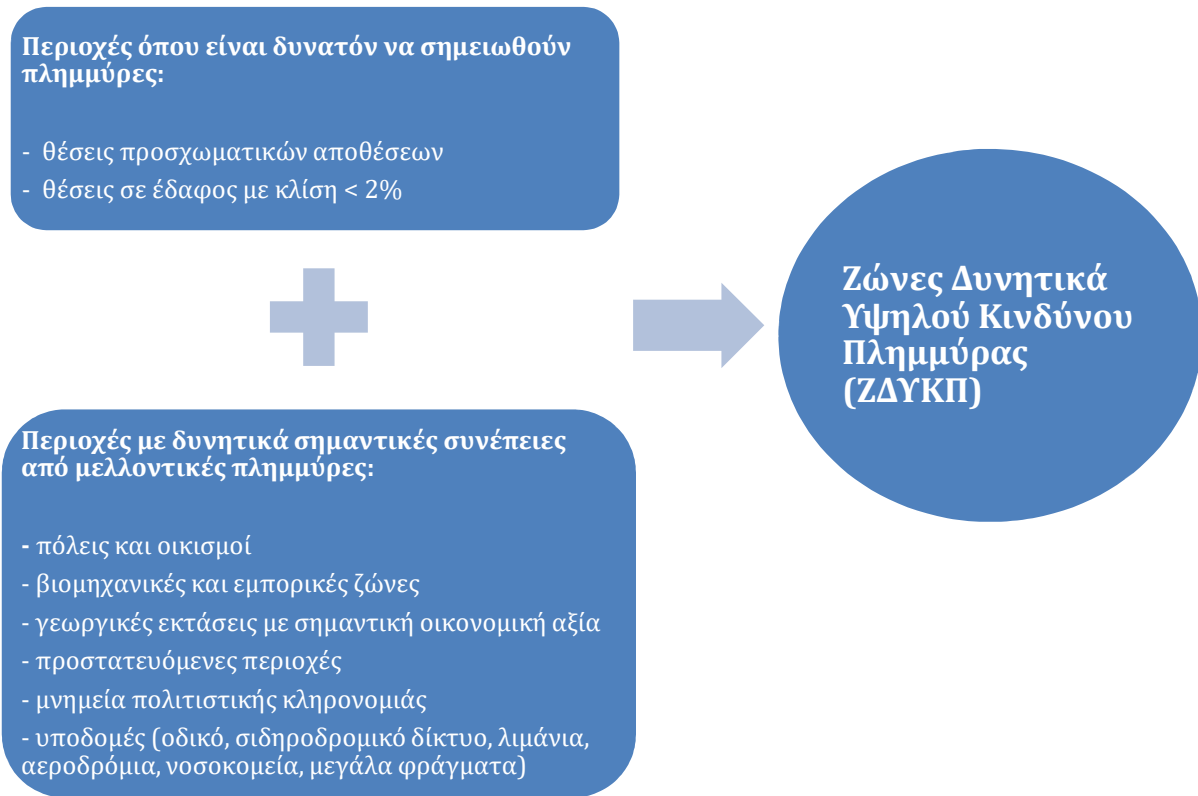 Περιοχές όπου είναι δυνατόν να σημειωθούν
πλημμύρες:
- θέσεις προσχωματικών αποθέσεων
- θέσεις σε έδαφος με κλίση < 2%
Περιοχές με δυνητικά σημαντικές συνέπειες
από μελλοντικές πλημμύρες:
- πόλεις και οικισμοί
- βιομηχανικές και εμπορικές ζώνες
- γεωργικές εκτάσεις με σημαντική οικονομική αξία
- προστατευόμενες περιοχές
- μνημεία πολιτιστικής κληρονομιάς
- υποδομές (οδικό, σιδηροδρομικό δίκτυο, λιμάνια,
αεροδρόμια, νοσοκομεία, μεγάλα φράγματα)
Ζώνες Δυνητικά
Υψηλού Κινδύνου
Πλημμύρας
(ΖΔΥΚΠ)